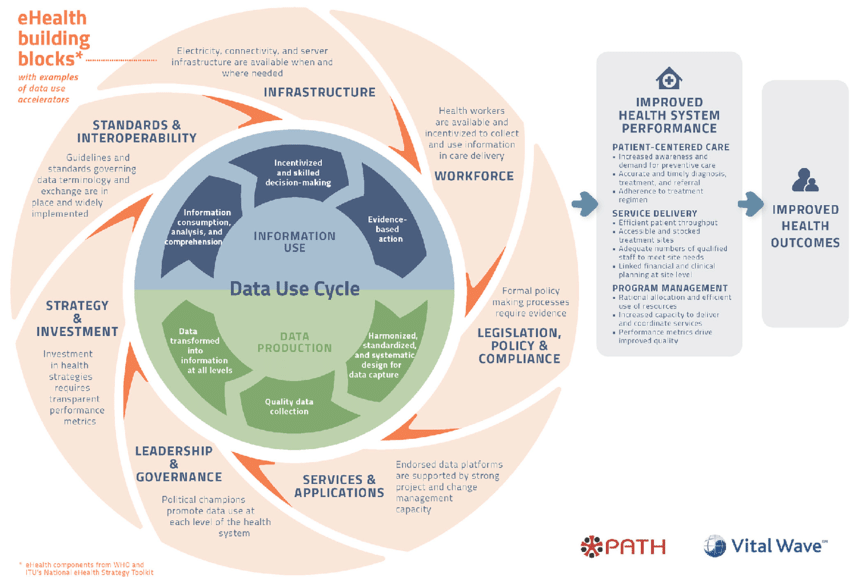 eHealth
building
blocks*
with examples
of data use
accelerators
Electricity, connectivity, and server
infrastructure are available when and
where needed
INFRASTRUCTURE
STANDARDS &
INTEROPERABILITY
Guidelines and
standards governing
data terminology and
exchange are in
place and widely
implemented
Health workers
are available and
incentivized to collect
and use information
in care delivery
WORKFORCE
Incentivized
and skilled
decision-making
Information
consumption,
analysis, and
comprehension
Evidence-
based
action
INFORMATION
USE
Data Use Cycle
DATA
PRODUCTION
Data
transformed
into
information
at all levels
Harmonized,
standardized,
and systematic
design for
data capture
Quality data
collection
STRATEGY
&
INVESTMENT
Investment
in health
strategies
requires
transparent
performance
metrics
Formal policy
making processes
require evidence
LEGISLATION,
POLICY &
COMPLIANCE
LEADERSHIP
&
GOVERNANCE
Political champions
promote data use at
each level of the health
system
SERVICES &
APPLICATIONS
Endorsed data platforms
are supported by strong
project and change
management
capacity
IMPROVED
HEALTH SYSTEM
PERFORMANCE
PATIENT-CENTERED CARE
• Increased awareness and
demand for preventive care
• Accurate and timely diagnosis,
treatment, and referral
• Adherence to treatment
regimen
SERVICE DELIVERY
• Efficient patient throughput
• Accessible and stocked
treatment sites
• Adequate numbers of qualified
staff to meet site needs
• Linked financial and clinical
planning at site level
PROGRAM MANAGEMENT
• Rational allocation and efficient
use of resources
• Increased capacity to deliver
and coordinate services
• Performance metrics drive
improved quality
IMPROVED
HEALTH
OUTCOMES
* eHealth components from WHO and
ITU's National eHealth Strategy Toolkit
PATH
Vital Wave™